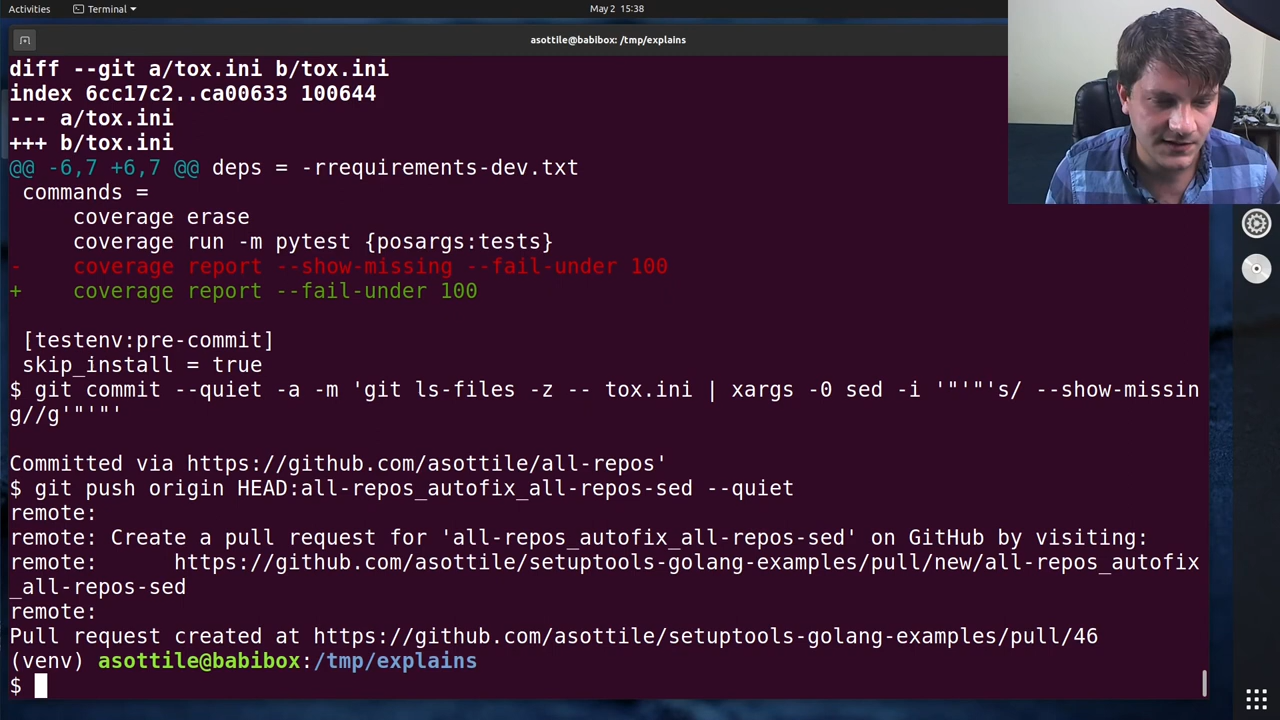 Activities
Terminal
May 2 15:38
asottile@babibox: /tmp/explains
diff --git a/tox.ini b/tox.ini
index 6cc17c2..ca00633 100644
--- a/tox.ini
+++ b/tox.ini
@@ -6,7 +6,7 @@ deps = -rrequirements-dev.txt
 commands =
     coverage erase
     coverage run -m pytest {posargs:tests}
-    coverage report --show-missing --fail-under 100
+    coverage report --fail-under 100
 [testenv:pre-commit]
 skip_install = true
$ git commit --quiet -a -m 'git ls-files -z -- tox.ini | xargs -0 sed -i '"'"'s/ --show-missin
g//g'"'"'
Committed via https://github.com/asottile/all-repos'
$ git push origin HEAD:all-repos_autofix_all-repos-sed --quiet
remote:
remote: Create a pull request for 'all-repos_autofix_all-repos-sed' on GitHub by visiting:
remote:      https://github.com/asottile/setuptools-golang-examples/pull/new/all-repos_autofix
_all-repos-sed
remote:
Pull request created at https://github.com/asottile/setuptools-golang-examples/pull/46
(venv) asottile@babibox:/tmp/explains
$